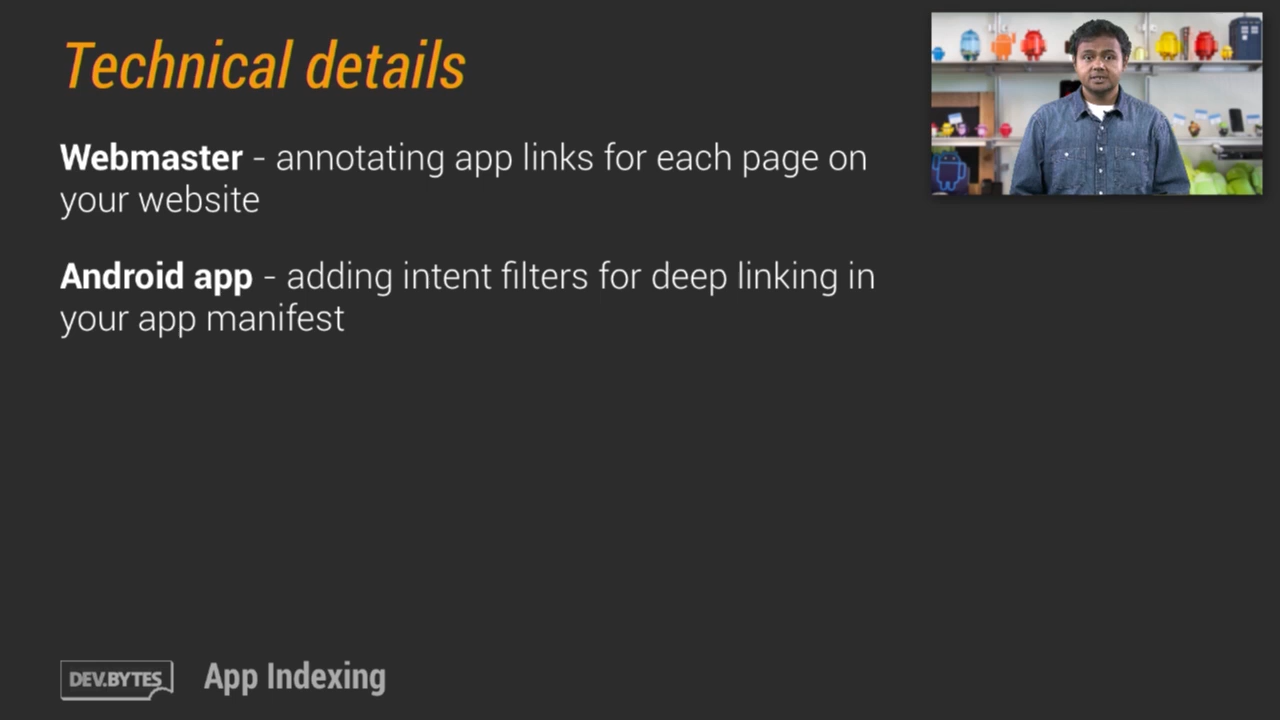 Technical details
Webmaster - annotating app links for each page on
your website
Android app - adding intent filters for deep linking in
your app manifest
DEV.BYTES App Indexing